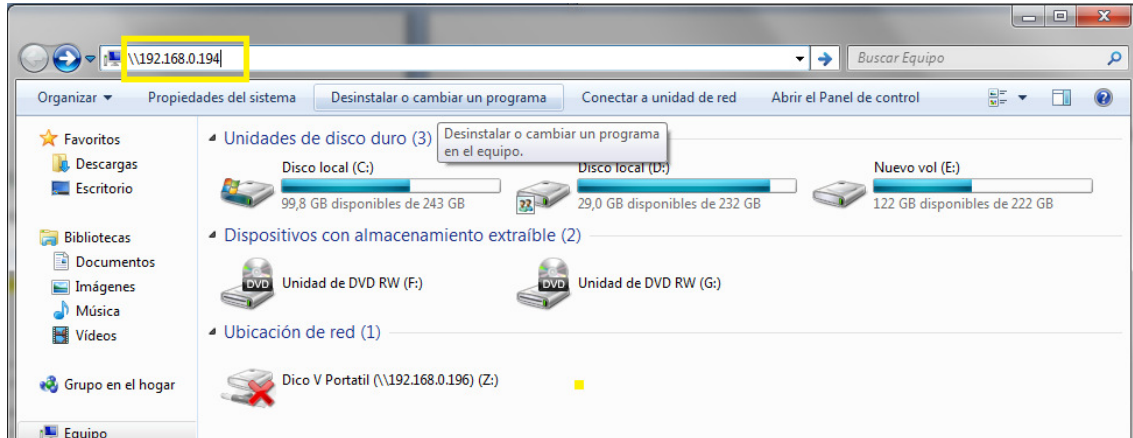 \\192.168.0.194
Buscar Equipo
Organizar
Propiedades del sistema
Desinstalar o cambiar un programa
Conectar a unidad de red
Abrir el Panel de control
Favoritos
Descargas
Escritorio
Bibliotecas
Documentos
Imágenes
Música
Vídeos
Grupo en el hogar
Equipo
Unidades de disco duro (3)
Desinstalar o cambiar un programa
en el equipo.
Disco local (C:)
99,8 GB disponibles de 243 GB
Disco local (D:)
29,0 GB disponibles de 232 GB
Nuevo vol (E:)
122 GB disponibles de 222 GB
Dispositivos con almacenamiento extraíble (2)
DVD
Unidad de DVD RW (F:)
DVD
Unidad de DVD RW (G:)
Ubicación de red (1)
Dico V Portatil (\\192.168.0.196) (Z:)